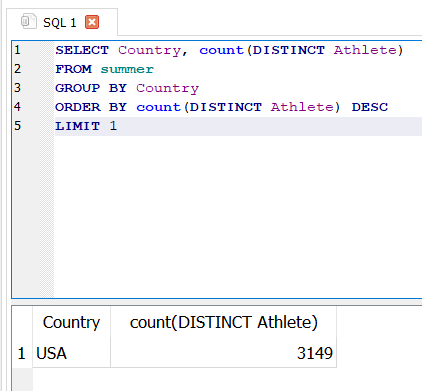 SQL 1
1 SELECT Country, count(DISTINCT Athlete)
2 FROM summer
3 GROUP BY Country
4 ORDER BY count(DISTINCT Athlete) DESC
5 LIMIT 1
Country count(DISTINCT Athlete)
1 USA 3149